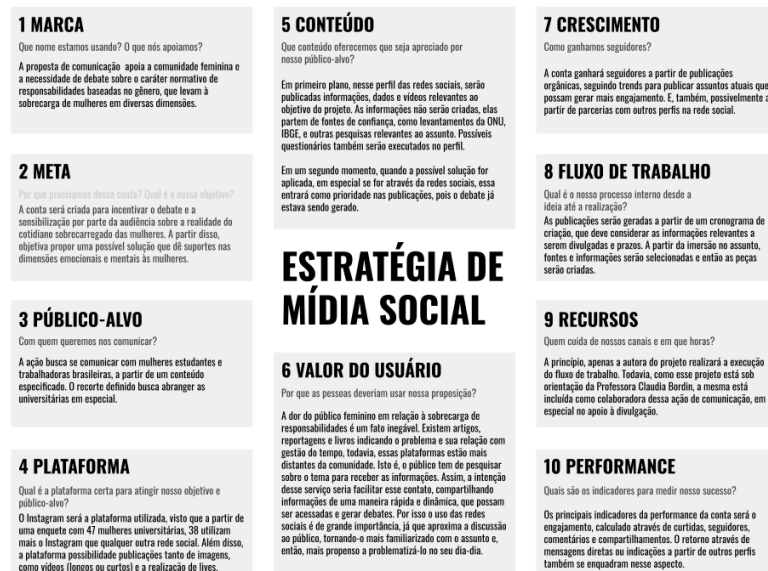 1 MARCA
Que nome estamos usando? O que nós apoiamos?
A proposta de comunicação apoia a comunidade feminina e
a necessidade de debate sobre o caráter normativo de
responsabilidades baseadas no gênero, que levam à
sobrecarga de mulheres em diversas dimensões.
2 META
Por que precisamos dessa conta? Qual é o nosso objetivo?
A conta será criada para incentivar o debate e a
sensibilização por parte da audiência sobre a realidade do
cotidiano sobrecarregado das mulheres. A partir disso,
objetiva propor uma possível solução que dê suportes nas
dimensões emocionais e mentais às mulheres.
3 PÚBLICO-ALVO
Com quem queremos nos comunicar?
A ação busca se comunicar com mulheres estudantes e
trabalhadoras brasileiras, a partir de um conteúdo
especificado. O recorte definido busca abranger as
universitárias em especial.
4 PLATAFORMA
Qual é a plataforma certa para atingir nosso objetivo e
público-alvo?
O Instagram será a plataforma utilizada, visto que a partir de
uma enquete com 47 mulheres universitárias, 38 utilizam
mais o Instagram que qualquer outra rede social. Além disso,
a plataforma possibilidade publicações tanto de imagens,
como vídeos (longos ou curtos) e a realização de lives.
5 CONTEÚDO
Que conteúdo oferecemos que seja apreciado por
nosso público-alvo?
Em primeiro plano, nesse perfil das redes sociais, serão
publicadas informações, dados e vídeos relevantes ao
objetivo do projeto. As informações não serão criadas, elas
partem de fontes de confiança, como levantamentos da ONU,
IBGE, e outras pesquisas relevantes ao assunto. Possíveis
questionários também serão executados no perfil.
Em um segundo momento, quando a possível solução for
aplicada, em especial se for através da redes sociais, essa
entrará como prioridade nas publicações, pois o debate já
estava sendo gerado.
ESTRATÉGIA DE
MÍDIA SOCIAL
6 VALOR DO USUÁRIO
Por que as pessoas deveriam usar nossa proposição?
A dor do público feminino em relação à sobrecarga de
responsabilidades é um fato inegável. Existem artigos,
reportagens e livros indicando o problema e sua relação com
gestão do tempo, todavia, essas plataformas estão mais
distantes da comunidade. Isto é, o público tem de pesquisar
sobre o tema para receber as informações. Assim, a intenção
desse serviço seria facilitar esse contato, compartilhando
informações de uma maneira rápida e dinâmica, que possam
ser acessadas e gerar debates. Por isso o uso das redes
sociais é de grande importância, já que aproxima a discussão
ao público, tornando-o mais familiarizado com o assunto e,
então, mais propenso a problematizá-lo no seu dia-dia.
7 CRESCIMENTO
Como ganhamos seguidores?
A conta ganhará seguidores a partir de publicações
orgânicas, seguindo trends para publicar assuntos atuais que
possam gerar mais engajamento. E, também, possivelmente a
partir de parcerias com outros perfis na rede social.
8 FLUXO DE TRABALHO
Qual é o nosso processo interno desde a
ideia até a realização?
As publicações serão geradas a partir de um cronograma de
criação, que deve considerar as informações relevantes a
serem divulgadas e prazos. A partir da imersão no assunto,
fontes e informações serão selecionadas e então as peças
serão criadas.
9 RECURSOS
Quem cuida de nossos canais e em que horas?
A princípio, apenas a autora do projeto realizará a execução
do fluxo de trabalho. Todavia, como esse projeto está sob
orientação da Professora Claudia Bordin, a mesma está
incluída como colaboradora dessa ação de comunicação, em
especial no apoio à divulgação.
10 PERFORMANCE
Quais são os indicadores para medir nosso sucesso?
Os principais indicadores da performance da conta será o
engajamento, calculado através de curtidas, seguidores,
comentários e compartilhamentos. O retorno através de
mensagens diretas ou indicações a partir de outros perfis
também se enquadram nesse aspecto.